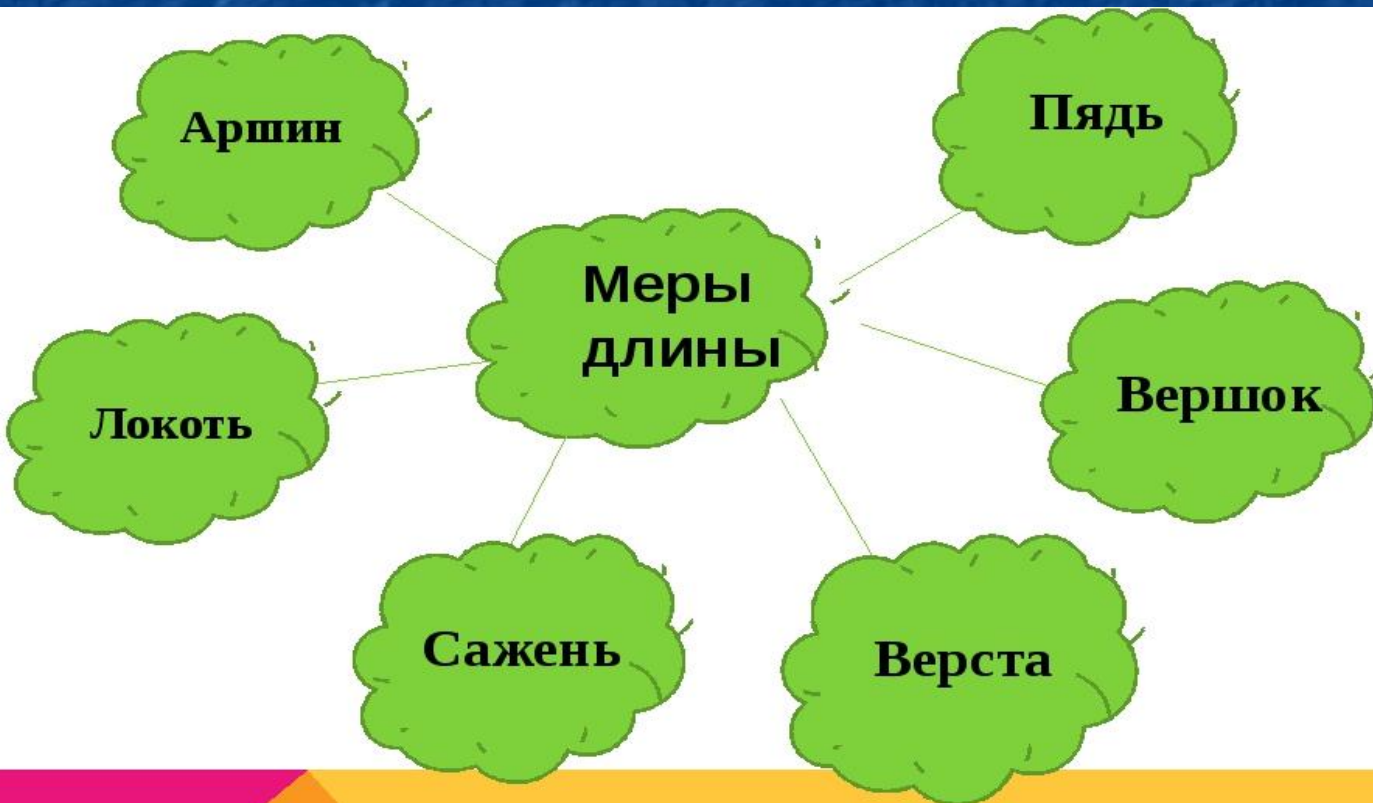 Аршин
Пядь
Меры
длины
Локоть
Вершок
Сажень
Верста